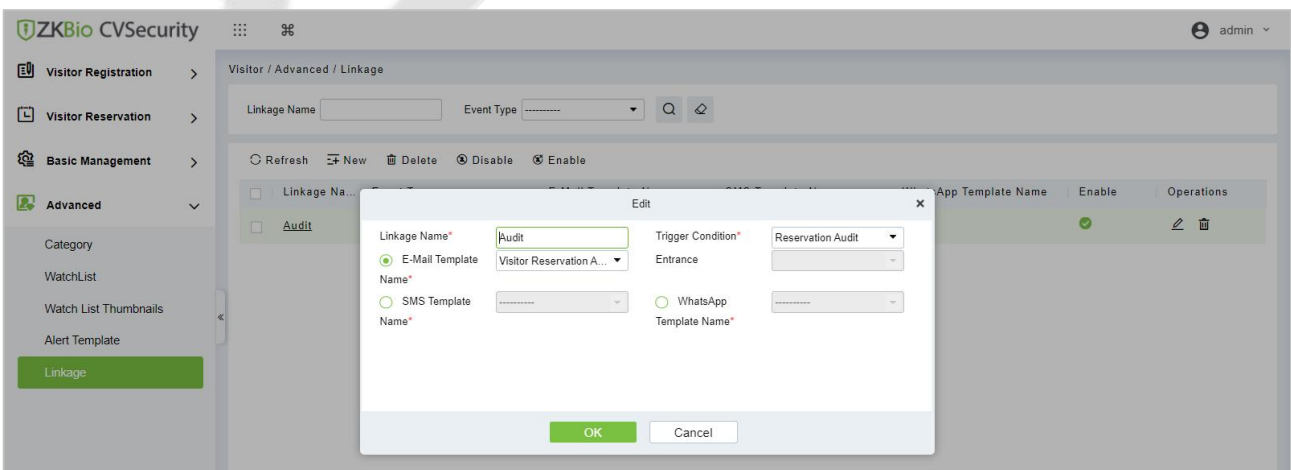 ZKBio CVSecurity
admin
Visitor Registration
Visitor / Advanced / Linkage
Visitor Reservation
Linkage Name
Event Type ----------
Basic Management
Refresh New Delete Disable Enable
Linkage Na... App Template Name Enable Operations
Advanced
Edit
Audit
Linkage Name* Audit Trigger Condition* Reservation Audit
Category
E-Mail Template Visitor Reservation A... Entrance
Name*
WatchList
SMS Template ---------- WhatsApp ----------
Name* Template Name*
Watch List Thumbnails
Alert Template
Linkage
OK Cancel